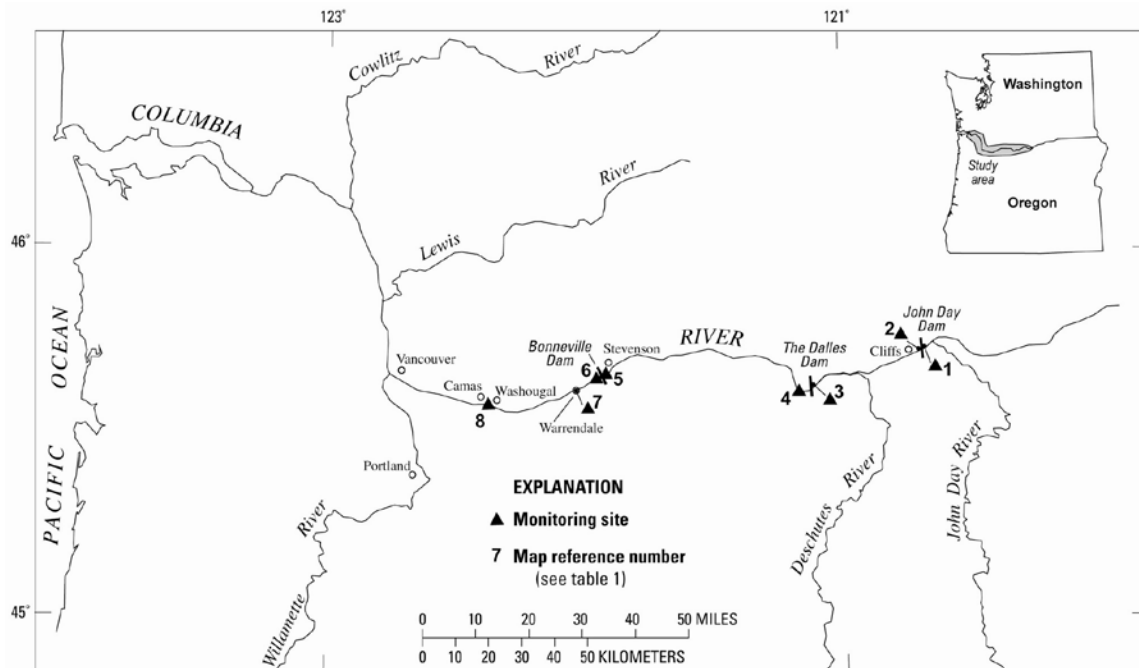 123°
121°
Cowlitz River
COLUMBIA
Washington
Study
area
Oregon
River
Lewis
46°
46°
PACIFIC OCEAN
RIVER
John Day
Dam
2
Cliffs
1
Bonneville
Dam
Stevenson
6
5
The Dalles
Dam
4
3
Vancouver
Camas
Washougal
8
7
Warrendale
Portland
River
Willamette
Deschutes River
John Day River
EXPLANATION
Monitoring site
7 Map reference number
(see table 1)
45°
45°
0 10 20 30 40 50 MILES
0 10 20 30 40 50 KILOMETERS